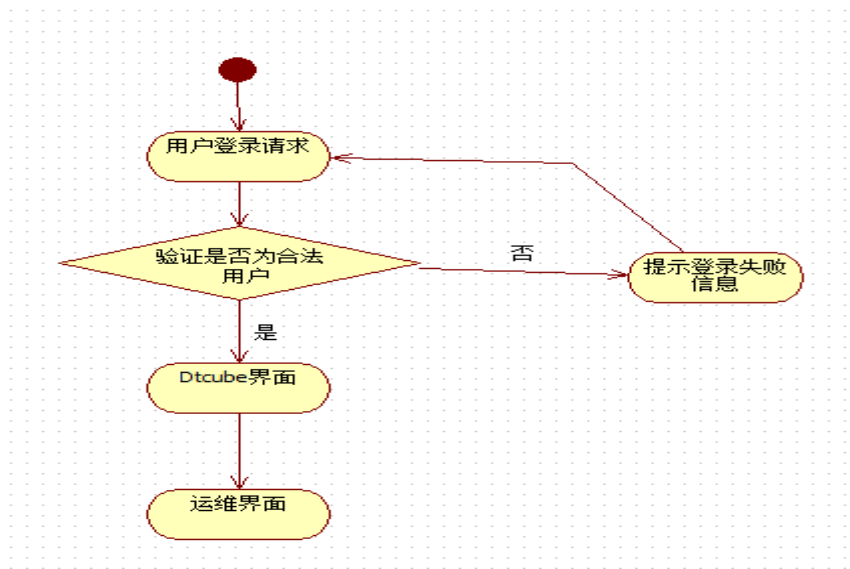 用户登录请求
验证是否为合法
用户
否
提示登录失败
信息
是
Dtcube界面
运维界面